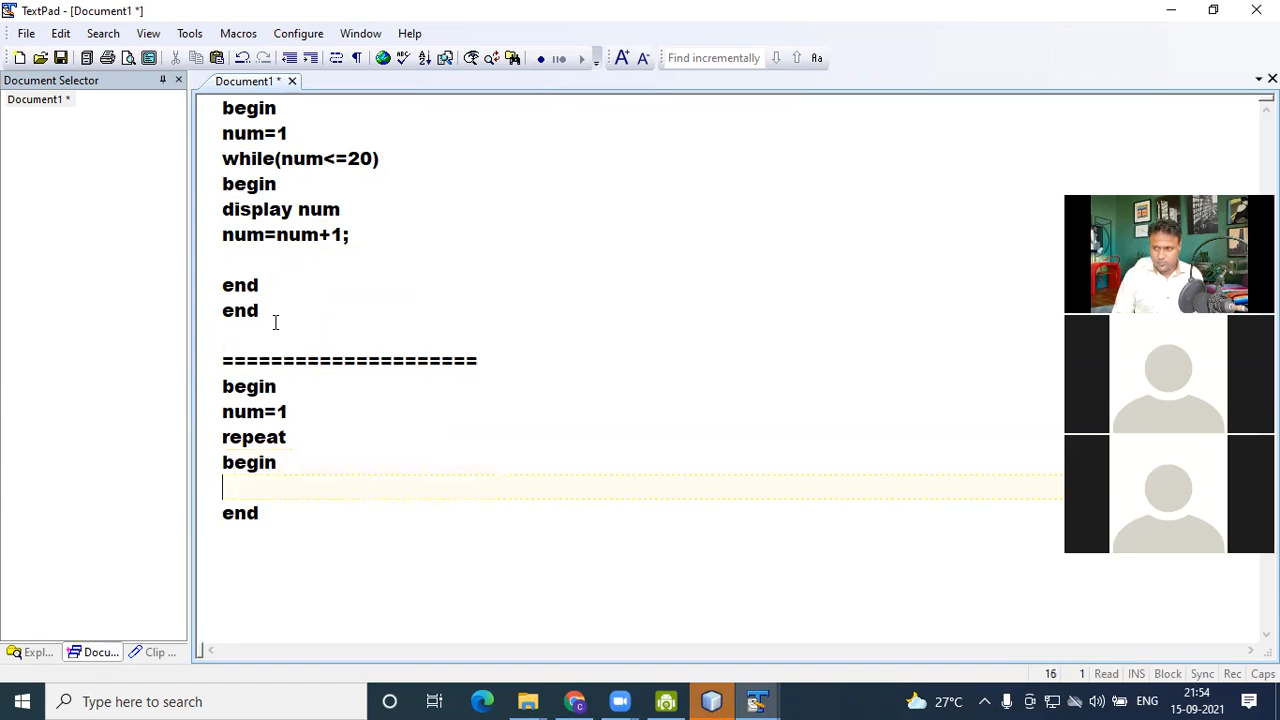 TextPad - [Document1 *]
File Edit Search View Tools Macros Configure Window Help
Find incrementally
Document Selector
Document1 *
Document1 *
begin
num=1
while(num<=20)
begin
display num
num=num+1;
end
end
=====================
begin
num=1
repeat
begin
end
Expl... Docu... Clip ...
16 1 Read INS Block Sync Rec Caps
Type here to search
27°C
ENG
21:54
15-09-2021